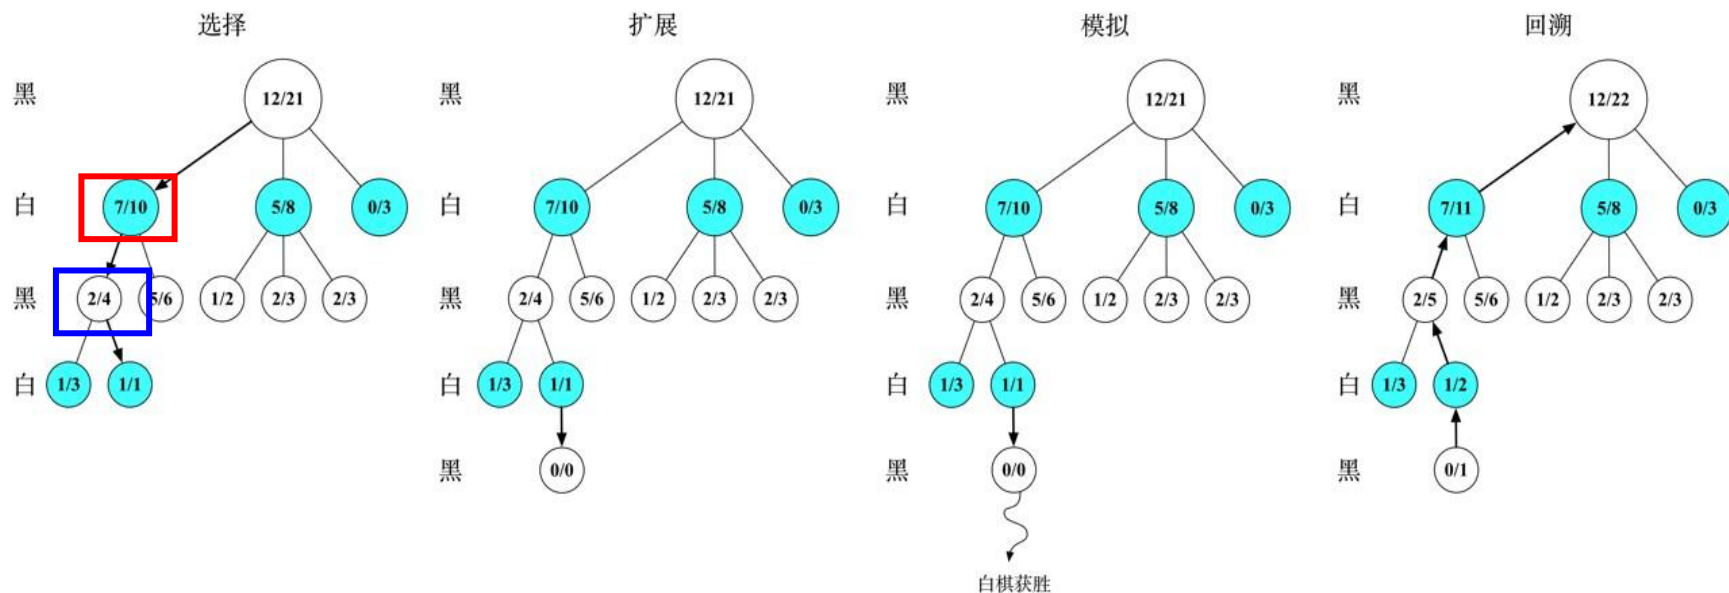 选择 扩展 模拟 回溯
黑 12/21 黑 12/21 黑 12/21 黑 12/22
白 7/10 5/8 0/3 白 7/10 5/8 0/3 白 7/10 5/8 0/3 白 7/11 5/8 0/3
黑 2/4 5/6 1/2 2/3 2/3 黑 2/4 5/6 1/2 2/3 2/3 黑 2/4 5/6 1/2 2/3 2/3 黑 2/5 5/6 1/2 2/3 2/3
白 1/3 1/1 白 1/3 1/1 白 1/3 1/1 白 1/3 1/2
黑 0/0 黑 0/0 黑 0/1
白棋获胜